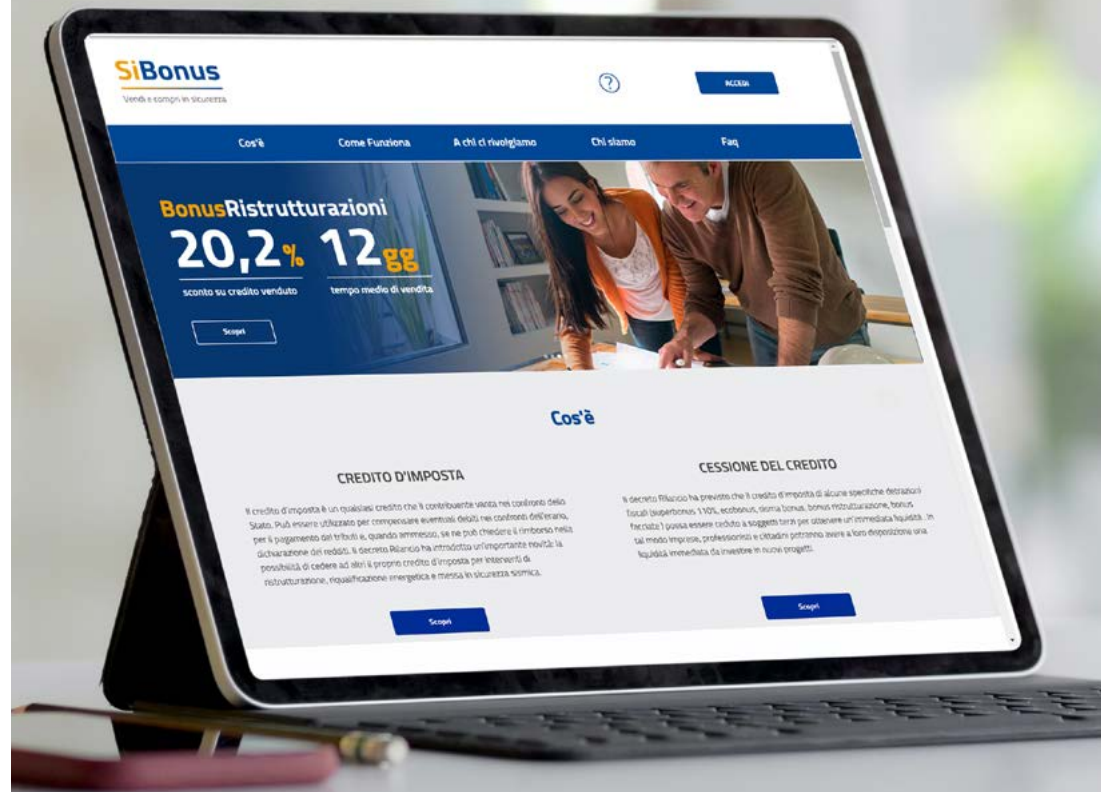 SiBonus
Vendi e compri in sicurezza
?
ACCEDI
Cos'è
Come Funziona
A chi ci rivolgiamo
Chi siamo
Faq
BonusRistrutturazioni
20,2%
12gg
sconto su credito venduto
tempo medio di vendita
Scopri
Cos'è
CREDITO D'IMPOSTA
Il credito d'imposta è un qualsiasi credito che il contribuente vanta nei confronti dello
Stato. Può essere utilizzato per compensare eventuali debiti nei confronti dell'erario,
per il pagamento dei tributi e, quando ammesso, se ne può chiedere il rimborso nella
dichiarazione dei redditi. Il decreto Rilancio ha introdotto un'importante novità: la
possibilità di cedere ad altri il proprio credito d'imposta per interventi di
ristrutturazione, riqualificazione energetica e messa in sicurezza sismica.
Scopri
CESSIONE DEL CREDITO
Il decreto Rilancio ha previsto che il credito d'imposta di alcune specifiche detrazioni
fiscali (superbonus 110%, ecobonus, sisma bonus, bonus ristrutturazione, bonus
facciate ) possa essere ceduto a soggetti terzi per ottenere un'immediata liquidità . In
tal modo imprese, professionisti e cittadini potranno avere a loro disposizione una
liquidità immediata da investire in nuovi progetti.
Scopri